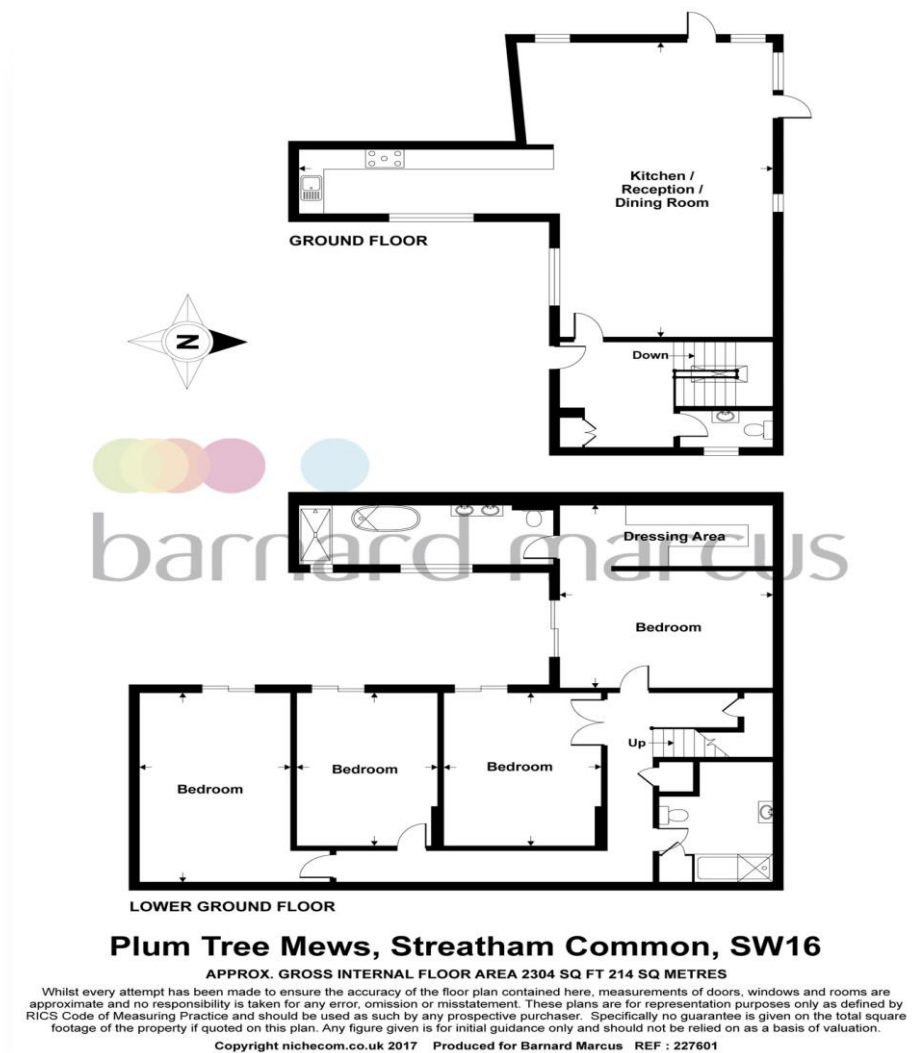 Kitchen /
Reception /
Dining Room
GROUND FLOOR
N
Down
barnard marcus
Dressing Area
Bedroom
Up
Bedroom
Bedroom
Bedroom
LOWER GROUND FLOOR
Plum Tree Mews, Streatham Common, SW16
APPROX. GROSS INTERNAL FLOOR AREA 2304 SQ FT 214 SQ METRES
Whilst every attempt has been made to ensure the accuracy of the floor plan contained here, measurements of doors, windows and rooms are
approximate and no responsibility is taken for any error, omission or misstatement. These plans are for representation purposes only as defined by
RICS Code of Measuring Practice and should be used as such by any prospective purchaser. Specifically no guarantee is given on the total square
footage of the property if quoted on this plan. Any figure given is for initial guidance only and should not be relied on as a basis of valuation.
Copyright nichecom.co.uk 2017 Produced for Barnard Marcus REF : 227601